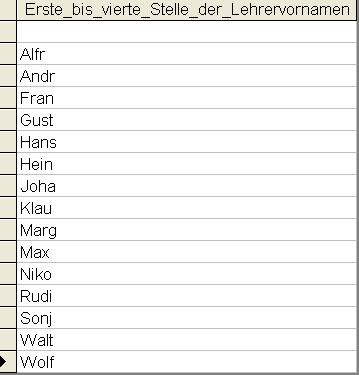 Erste_bis_vierte_Stelle_der_Lehrervornamen
Alfr
Andr
Fran
Gust
Hans
Hein
Joha
Klau
Marg
Max
Niko
Rudi
Sonj
Walt
Wolf